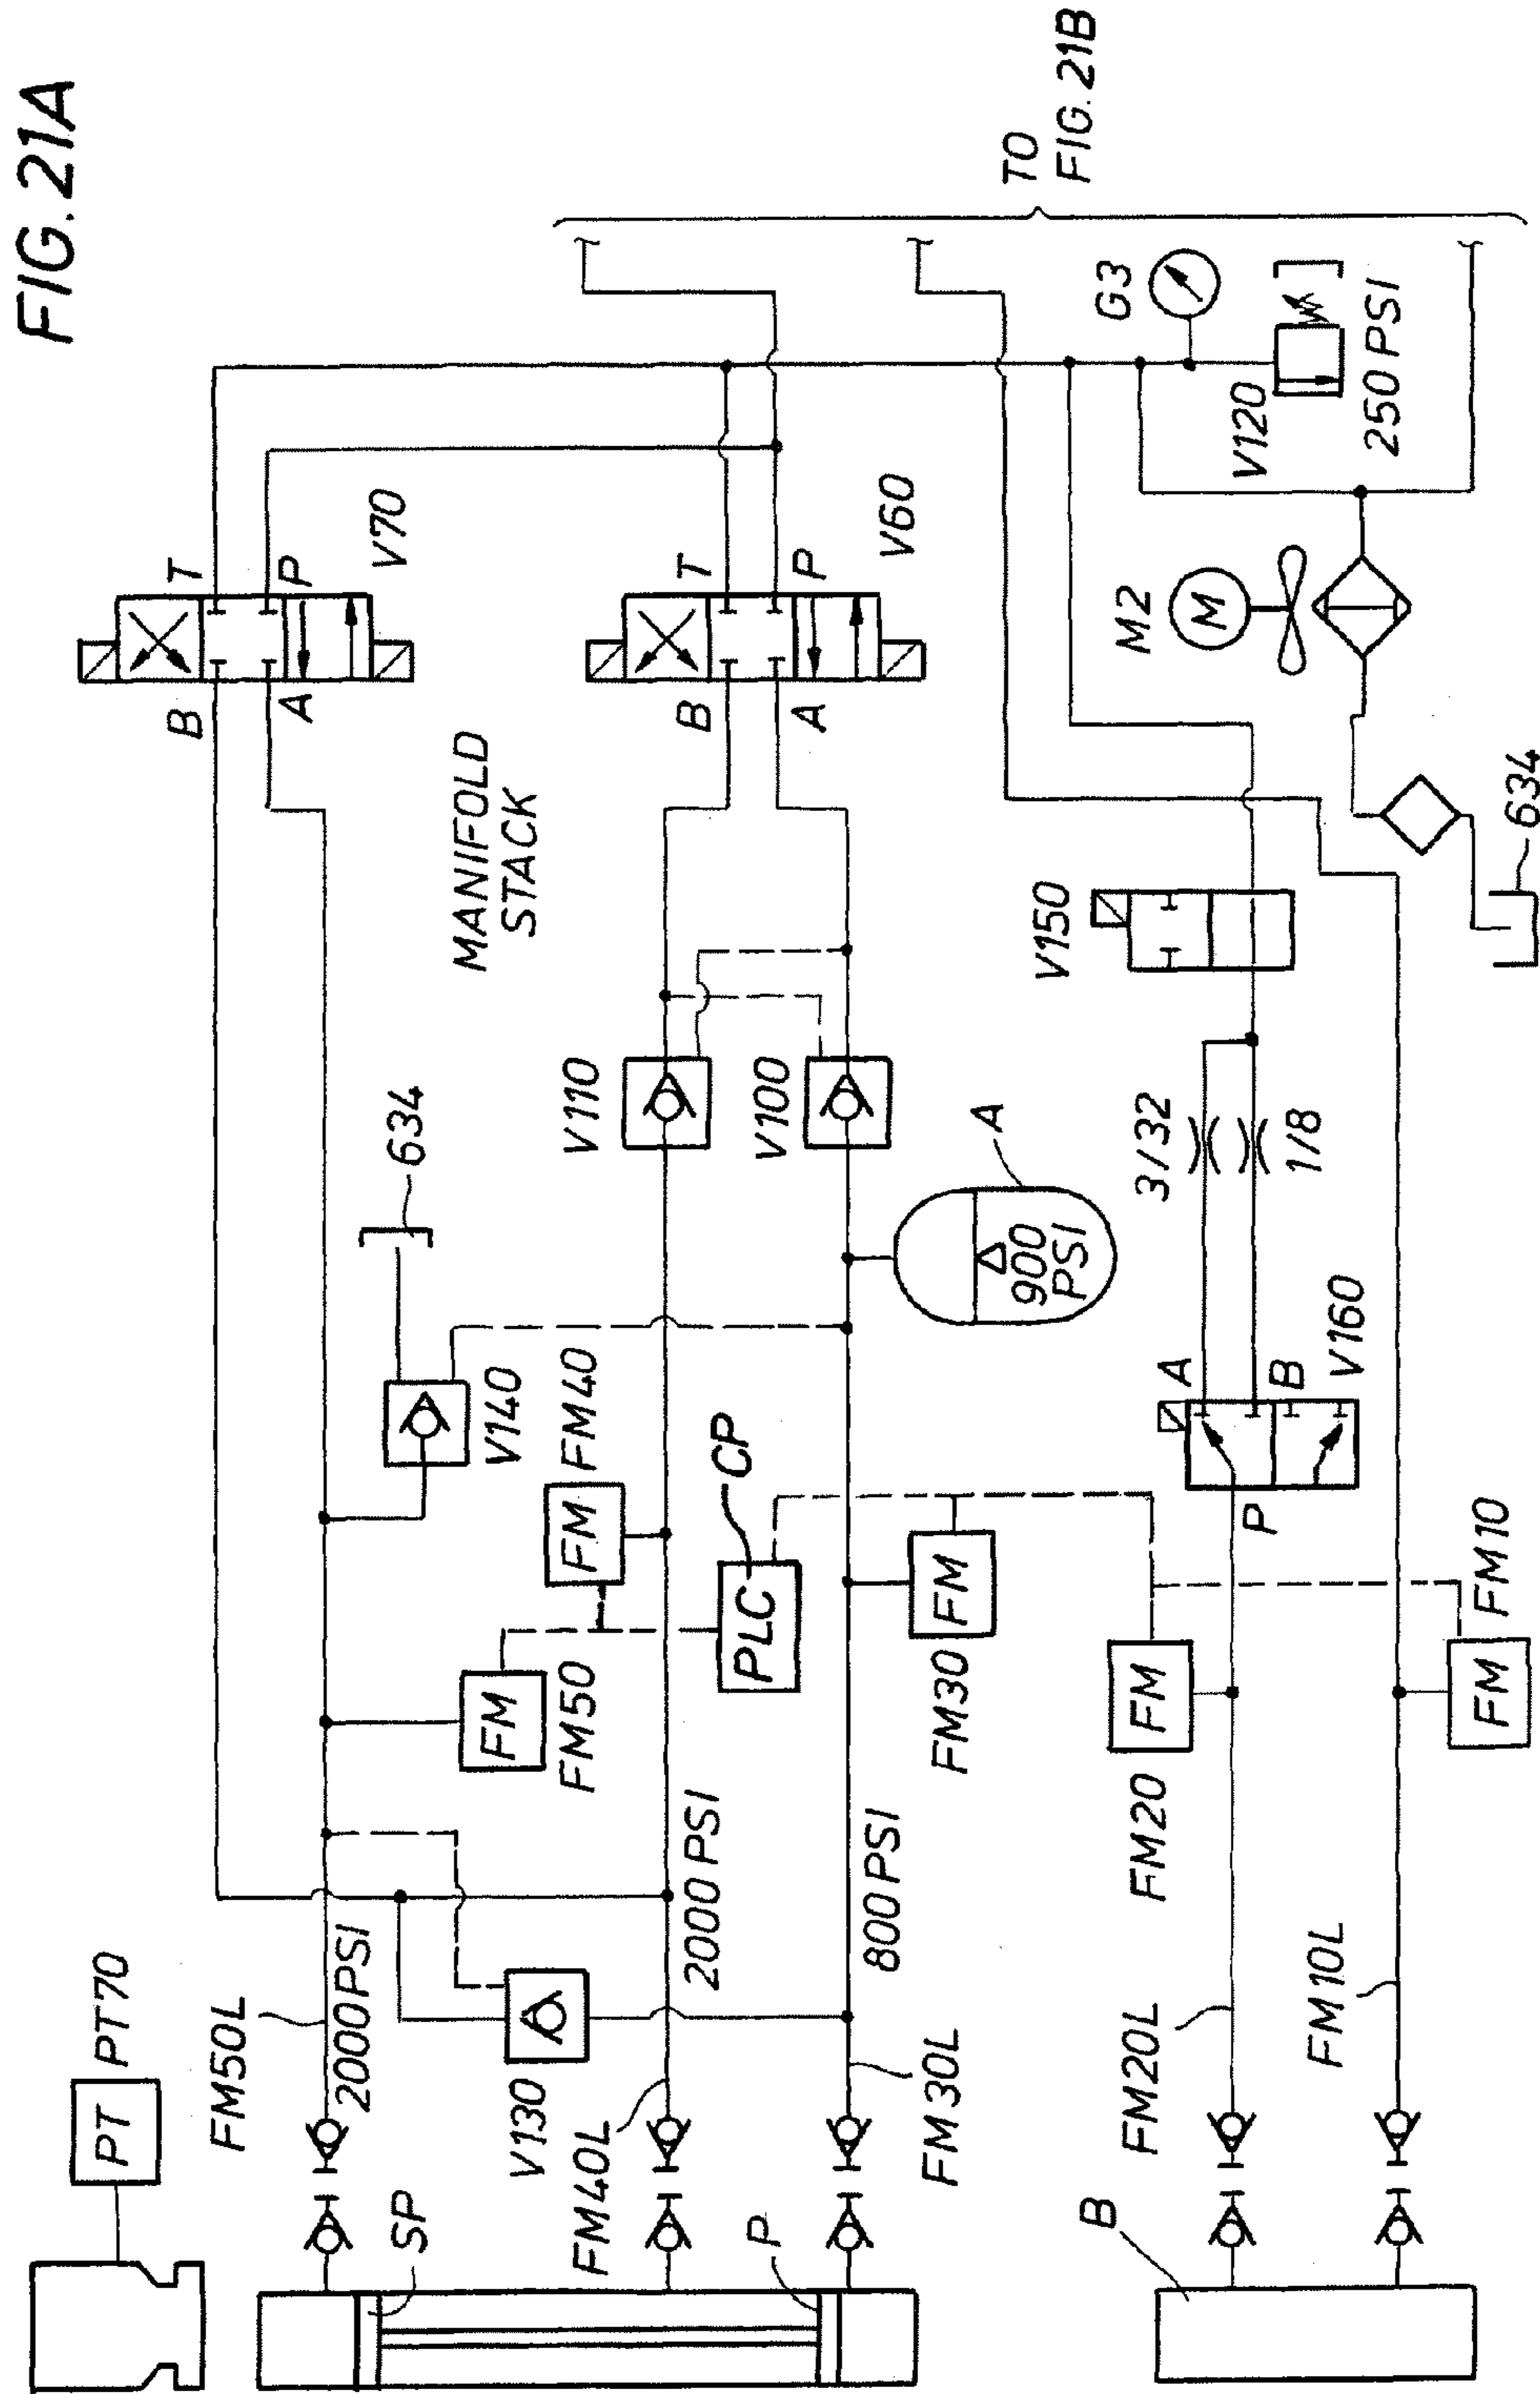 FIG. 21A
TO
FIG. 21B
PT
PT70
FM50L
2000 PSI
SP
V130
FM40L
2000 PSI
P
FM30L
800 PSI
FM
FM50
FM
FM40
V140
634
PLC
CP
FM
FM30
V110
V100
A
900
PSI
MANIFOLD
STACK
B
T
A
P
V70
B
T
A
P
V60
G3
V120
250 PSI
M2
M
634
V150
3/32
1/8
A
B
P
V160
FM
FM20
FM20L
FM
FM10
FM10L
B